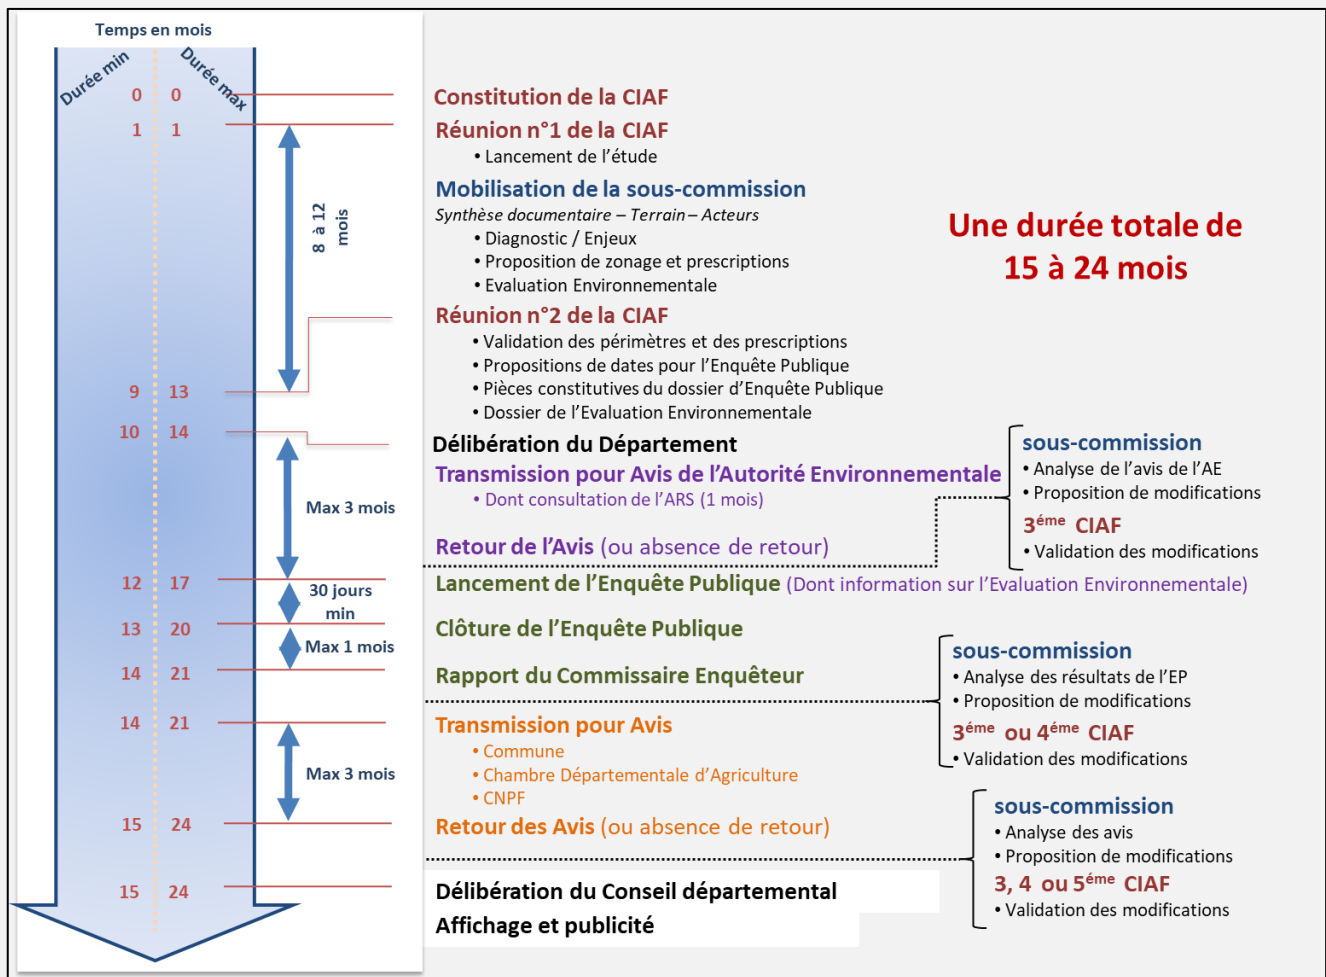 Temps en mois
Durée min
Durée max
0 0
1 1
8 à 12
mois
9 13
10 14
Max 3 mois
12 17
30 jours
min
13 20
Max 1 mois
14 21
14 21
Max 3 mois
15 24
15 24
Constitution de la CIAF
Réunion n°1 de la CIAF
• Lancement de l’étude
Mobilisation de la sous-commission
Synthèse documentaire – Terrain – Acteurs
• Diagnostic / Enjeux
• Proposition de zonage et prescriptions
• Evaluation Environnementale
Réunion n°2 de la CIAF
• Validation des périmètres et des prescriptions
• Propositions de dates pour l’Enquête Publique
• Pièces constitutives du dossier d’Enquête Publique
• Dossier de l’Evaluation Environnementale
Délibération du Département
Transmission pour Avis de l’Autorité Environnementale
• Dont consultation de l’ARS (1 mois)
Retour de l’Avis (ou absence de retour)
Lancement de l’Enquête Publique (Dont information sur l’Evaluation Environnementale)
Clôture de l’Enquête Publique
Rapport du Commissaire Enquêteur
Transmission pour Avis
• Commune
• Chambre Départementale d’Agriculture
• CNPF
Retour des Avis (ou absence de retour)
Délibération du Conseil départemental
Affichage et publicité
Une durée totale de
15 à 24 mois
sous-commission
• Analyse de l’avis de l’AE
• Proposition de modifications
3éme CIAF
• Validation des modifications
sous-commission
• Analyse des résultats de l’EP
• Proposition de modifications
3éme ou 4éme CIAF
• Validation des modifications
sous-commission
• Analyse des avis
• Proposition de modifications
3, 4 ou 5éme CIAF
• Validation des modifications